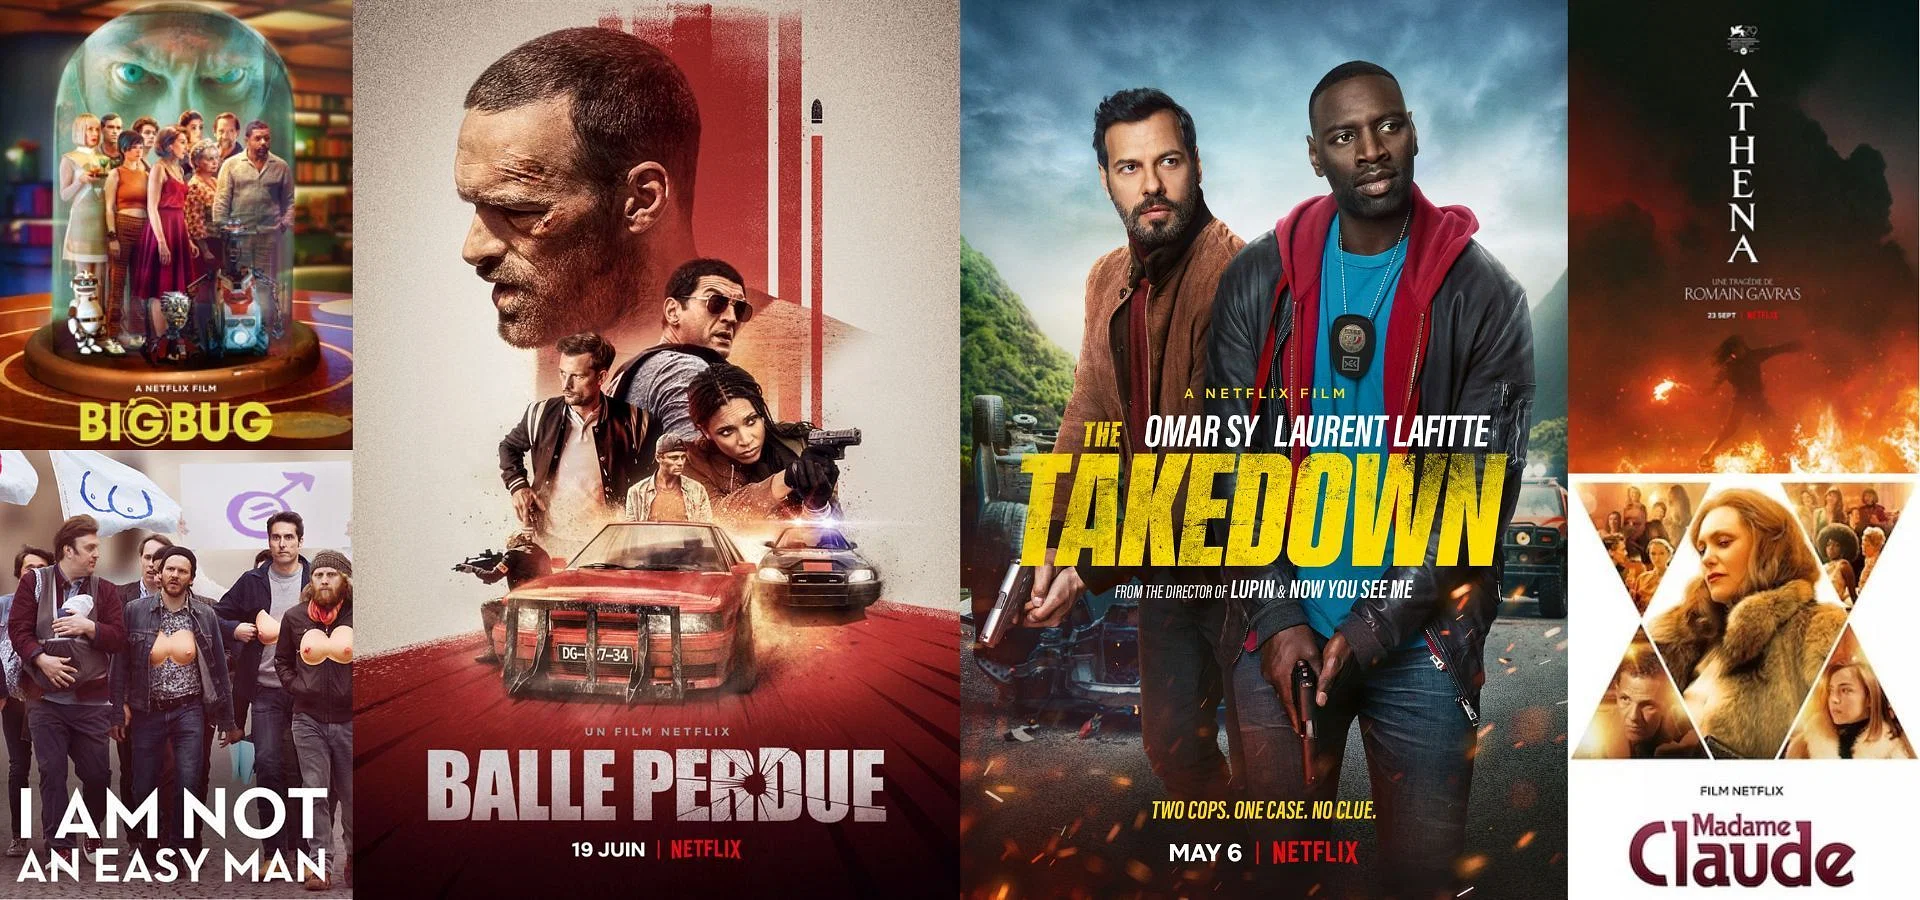 A NETFLIX FILM
BIGBUG
I AM NOT
AN EASY MAN
UN FILM NETFLIX
BALLE PERDUE
19 JUIN | NETFLIX
A NETFLIX FILM
OMAR SY LAURENT LAFITTE
THE
TAKEDOWN
FROM THE DIRECTOR OF LUPIN & NOW YOU SEE ME
TWO COPS. ONE CASE. NO CLUE.
MAY 6 | NETFLIX
ATHENA
UNE TRAGÉDIE DE
ROMAIN GAVRAS
23 SEPT | NETFLIX
FILM NETFLIX
Madame
Claude